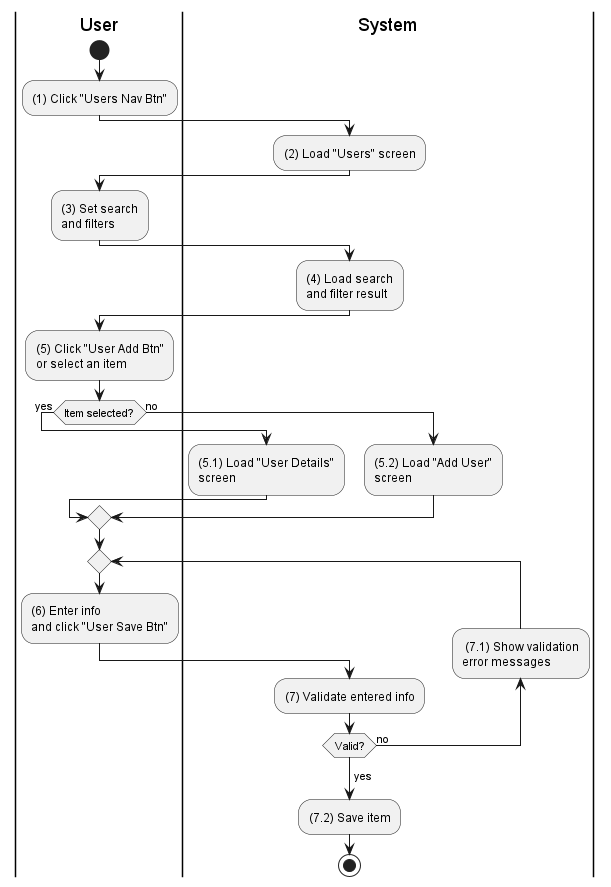 User
System
(1) Click "Users Nav Btn"
(2) Load "Users" screen
(3) Set search
and filters
(4) Load search
and filter result
(5) Click "User Add Btn"
or select an item
yes
Item selected?
no
(5.1) Load "User Details"
screen
(5.2) Load "Add User"
screen
(6) Enter info
and click "User Save Btn"
(7.1) Show validation
error messages
(7) Validate entered info
Valid?
no
yes
(7.2) Save item